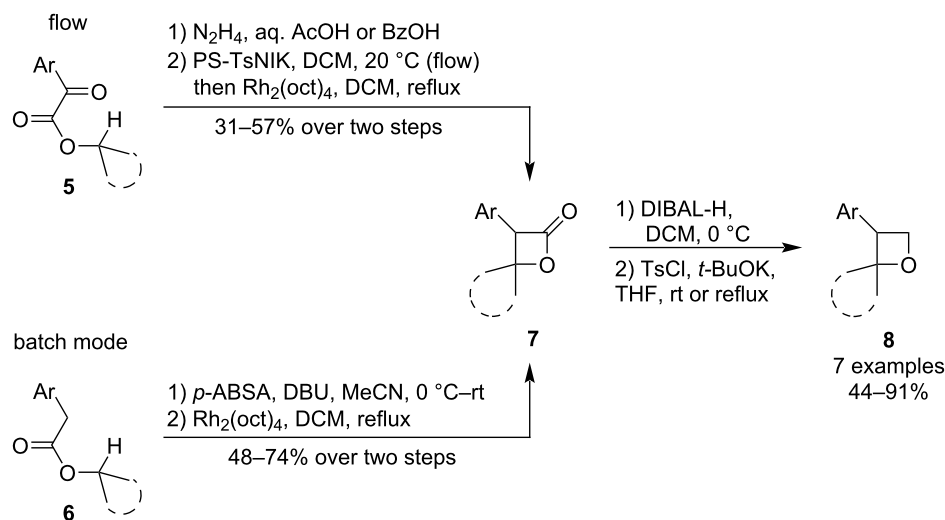 flow
1) N₂H₄, aq. AcOH or BzOH
2) PS-TsNIK, DCM, 20 °C (flow)
then Rh₂(oct)₄, DCM, reflux
31–57% over two steps
Ar
O
O
O
H
5
Ar
O
O
7
1) DIBAL-H,
DCM, 0 °C
2) TsCl, t-BuOK,
THF, rt or reflux
Ar
O
8
7 examples
44–91%
batch mode
1) p-ABSA, DBU, MeCN, 0 °C–rt
2) Rh₂(oct)₄, DCM, reflux
48–74% over two steps
Ar
O
O
H
6